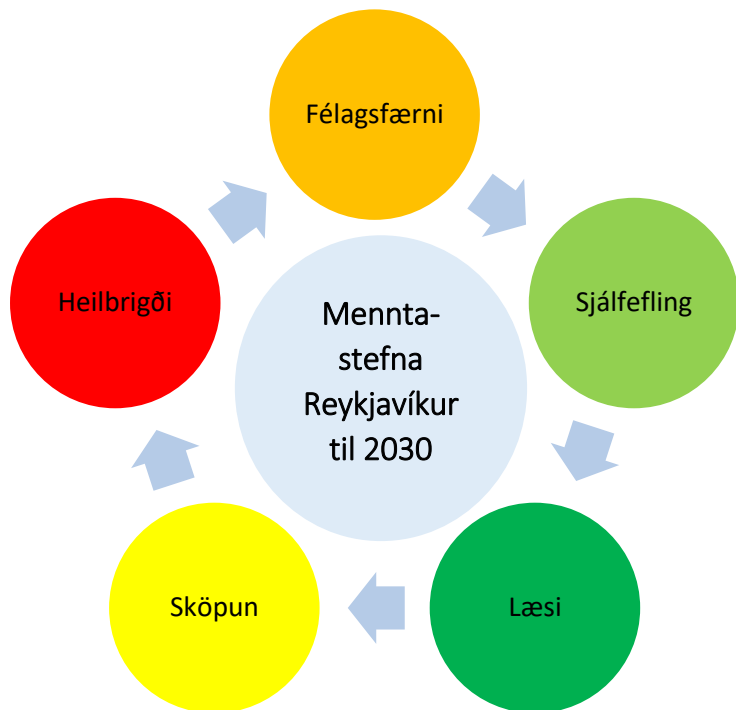 Félagsfærni
Sjálfefling
Læsi
Sköpun
Heilbrigði
Mennta-
stefna
Reykjavíkur
til 2030